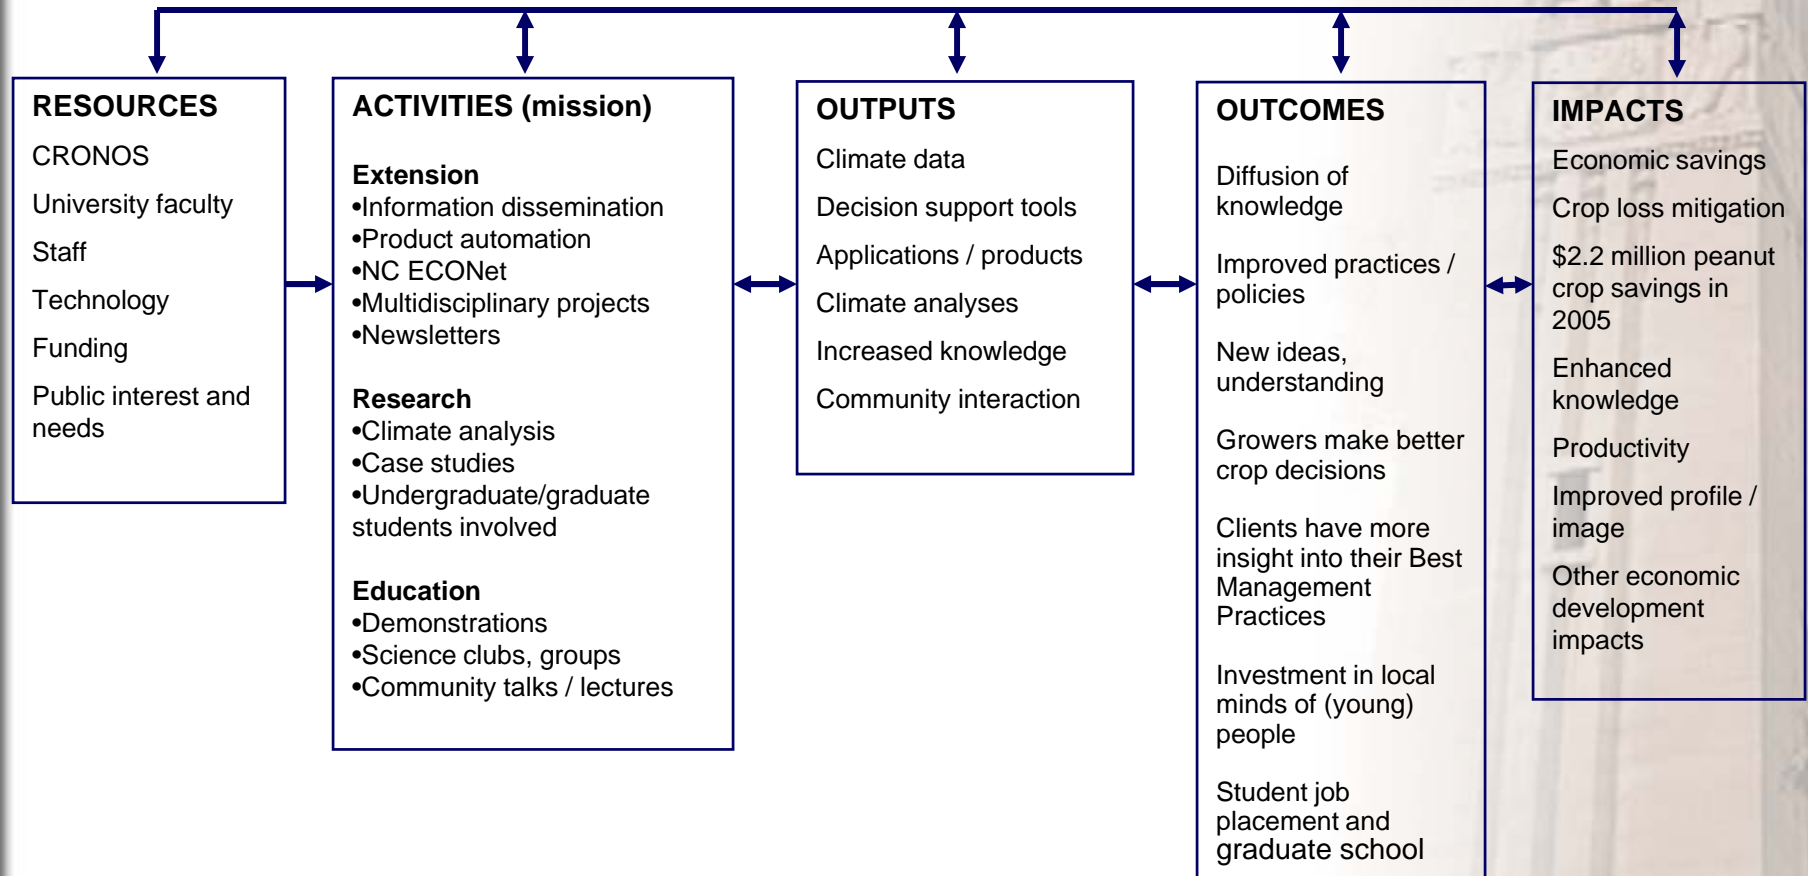 RESOURCES
CRONOS
University faculty
Staff
Technology
Funding
Public interest and
needs
ACTIVITIES (mission)
Extension
•Information dissemination
•Product automation
•NC ECONet
•Multidisciplinary projects
•Newsletters
Research
•Climate analysis
•Case studies
•Undergraduate/graduate
students involved
Education
•Demonstrations
•Science clubs, groups
•Community talks / lectures
OUTPUTS
Climate data
Decision support tools
Applications / products
Climate analyses
Increased knowledge
Community interaction
OUTCOMES
Diffusion of
knowledge
Improved practices /
policies
New ideas,
understanding
Growers make better
crop decisions
Clients have more
insight into their Best
Management
Practices
Investment in local
minds of (young)
people
Student job
placement and
graduate school
IMPACTS
Economic savings
Crop loss mitigation
$2.2 million peanut
crop savings in
2005
Enhanced
knowledge
Productivity
Improved profile /
image
Other economic
development
impacts